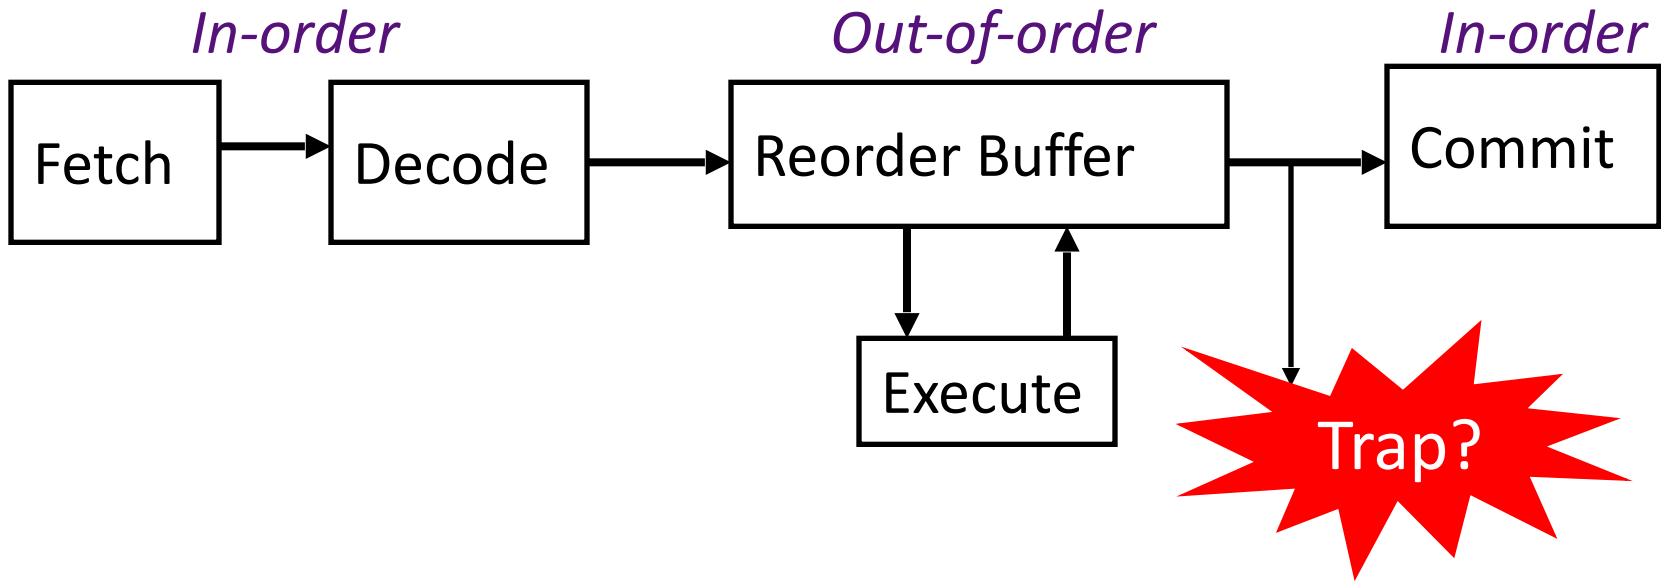 In-order
Out-of-order
In-order
Fetch
Decode
Reorder Buffer
Commit
Execute
Trap?